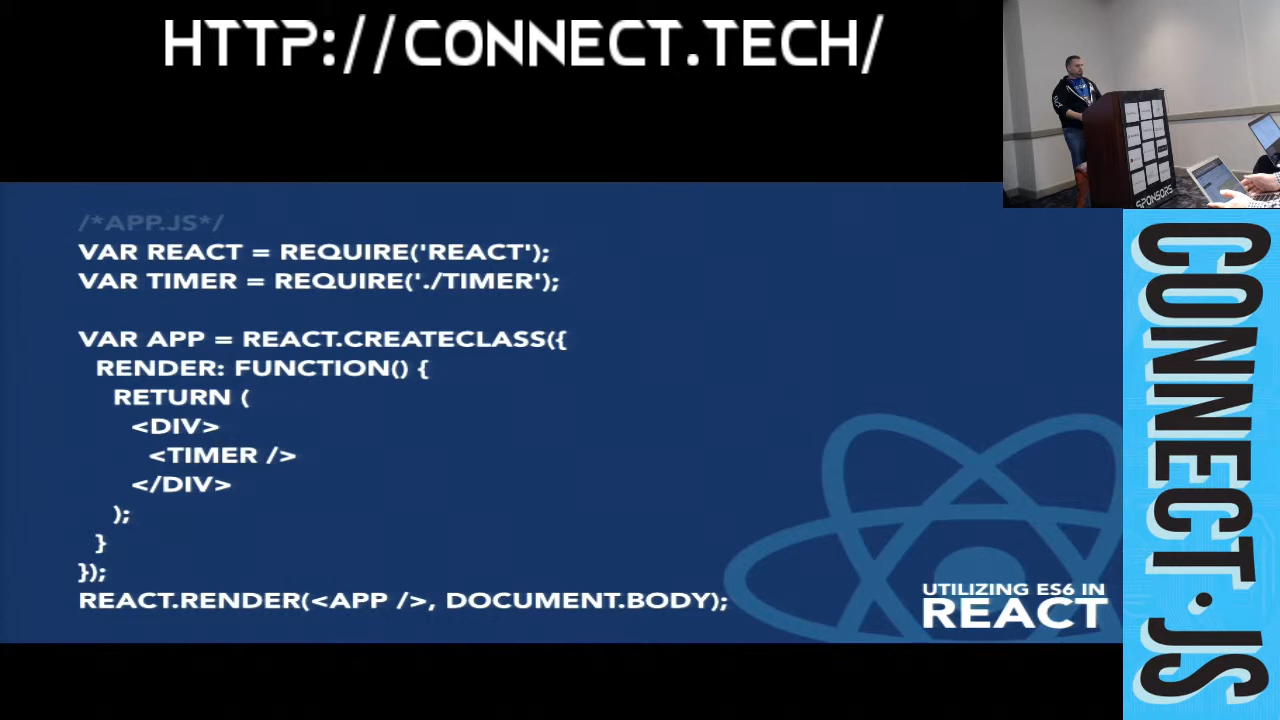 HTTP://CONNECT.TECH/
/*APP.JS*/
VAR REACT = REQUIRE('REACT');
VAR TIMER = REQUIRE('./TIMER');
VAR APP = REACT.CREATECLASS({
RENDER: FUNCTION() {
RETURN (
<DIV>
<TIMER />
</DIV>
);
}
});
REACT.RENDER(<APP />, DOCUMENT.BODY);
UTILIZING ES6 IN
REACT
SPONSORS
CONNECT.JS